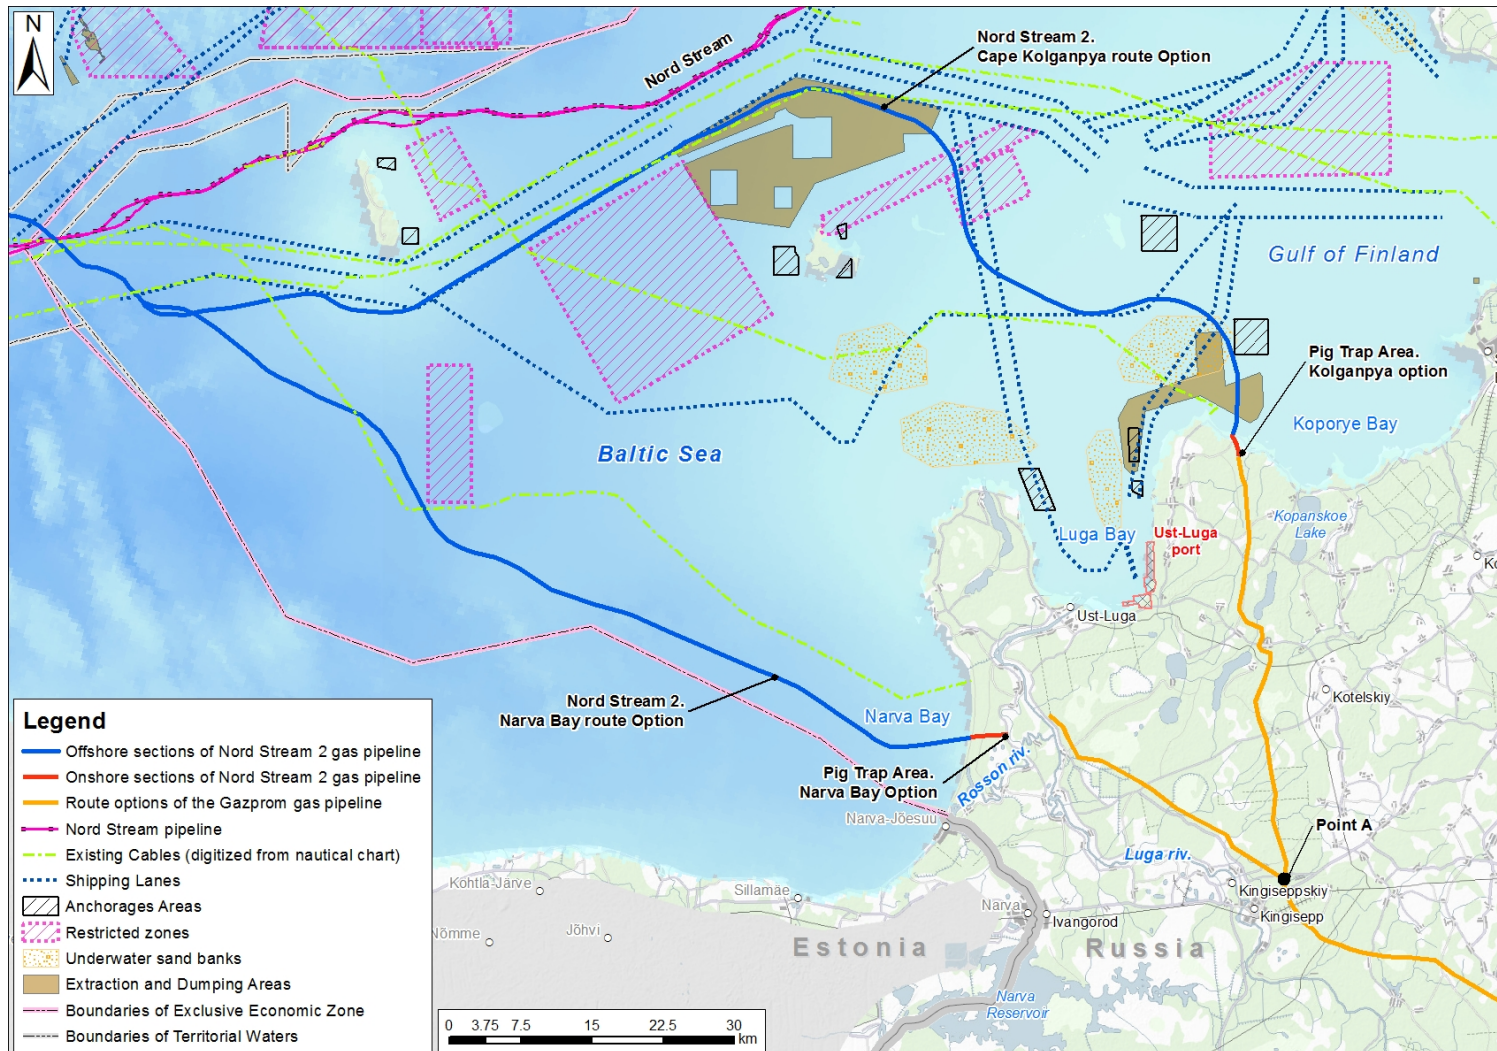 N
Nord Stream
Nord Stream 2.
Cape Kolganpya route Option
Gulf of Finland
Pig Trap Area.
Kolganpya option
Koporye Bay
Baltic Sea
Kopanskoe
Lake
Luga Bay
Ust-Luga
port
Ust-Luga
Kotelskiy
Nord Stream 2.
Narva Bay route Option
Narva Bay
Pig Trap Area.
Narva Bay Option
Rosson riv.
Narva-Jõesuu
Point A
Luga riv.
Kingiseppskiy
Kingisepp
Kohtla-Järve
Sillamäe
Narva
Ivangorod
Nõmme
Jõhvi
Estonia
Russia
Narva
Reservoir
Legend
Offshore sections of Nord Stream 2 gas pipeline
Onshore sections of Nord Stream 2 gas pipeline
Route options of the Gazprom gas pipeline
Nord Stream pipeline
Existing Cables (digitized from nautical chart)
Shipping Lanes
Anchorages Areas
Restricted zones
Underwater sand banks
Extraction and Dumping Areas
Boundaries of Exclusive Economic Zone
Boundaries of Territorial Waters
0 3.75 7.5 15 22.5 30
km